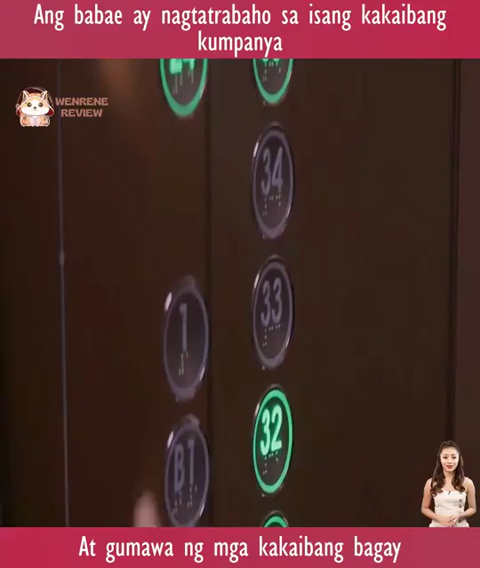 Ang babae ay nagtatrabaho sa isang kakaibang
kumpanya
WENRENE
REVIEW
34
33
1
32
B1
At gumawa ng mga kakaibang bagay